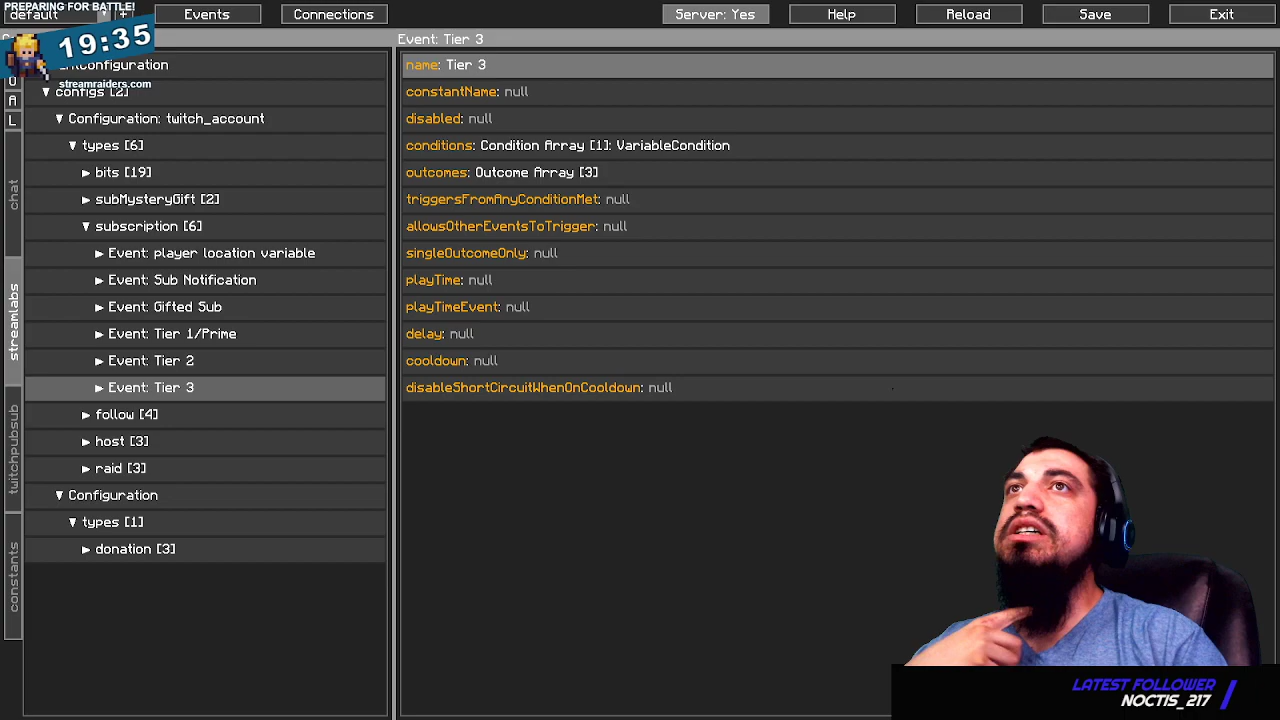 PREPARING FOR BATTLE!
default
+
Events
Connections
Server: Yes
Help
Reload
Save
Exit
19:35
streamraiders.com
Event: Tier 3
A
L
chat
streamlabs
twitchpubsub
constants
configs [2]
Configuration: twitch_account
types [6]
bits [19]
subMysteryGift [2]
subscription [6]
Event: player location variable
Event: Sub Notification
Event: Gifted Sub
Event: Tier 1/Prime
Event: Tier 2
Event: Tier 3
follow [4]
host [3]
raid [3]
Configuration
types [1]
donation [3]
name: Tier 3
constantName: null
disabled: null
conditions: Condition Array [1]: VariableCondition
outcomes: Outcome Array [3]
triggersFromAnyConditionMet: null
allowsOtherEventsToTrigger: null
singleOutcomeOnly: null
playTime: null
playTimeEvent: null
delay: null
cooldown: null
disableShortCircuitWhenOnCooldown: null
LATEST FOLLOWER
NOCTIS_217